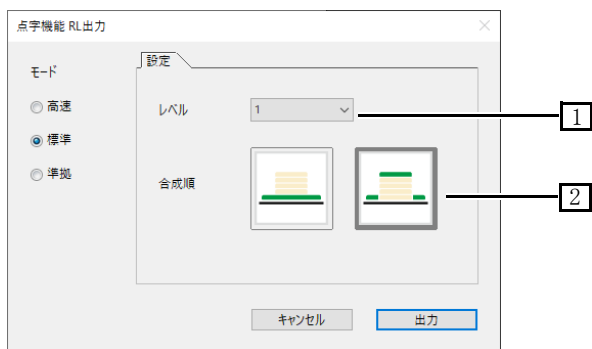 点字機能 RL出力
モード
高速
標準
準拠
設定
レベル
1
合成順
キャンセル
出力
1
2